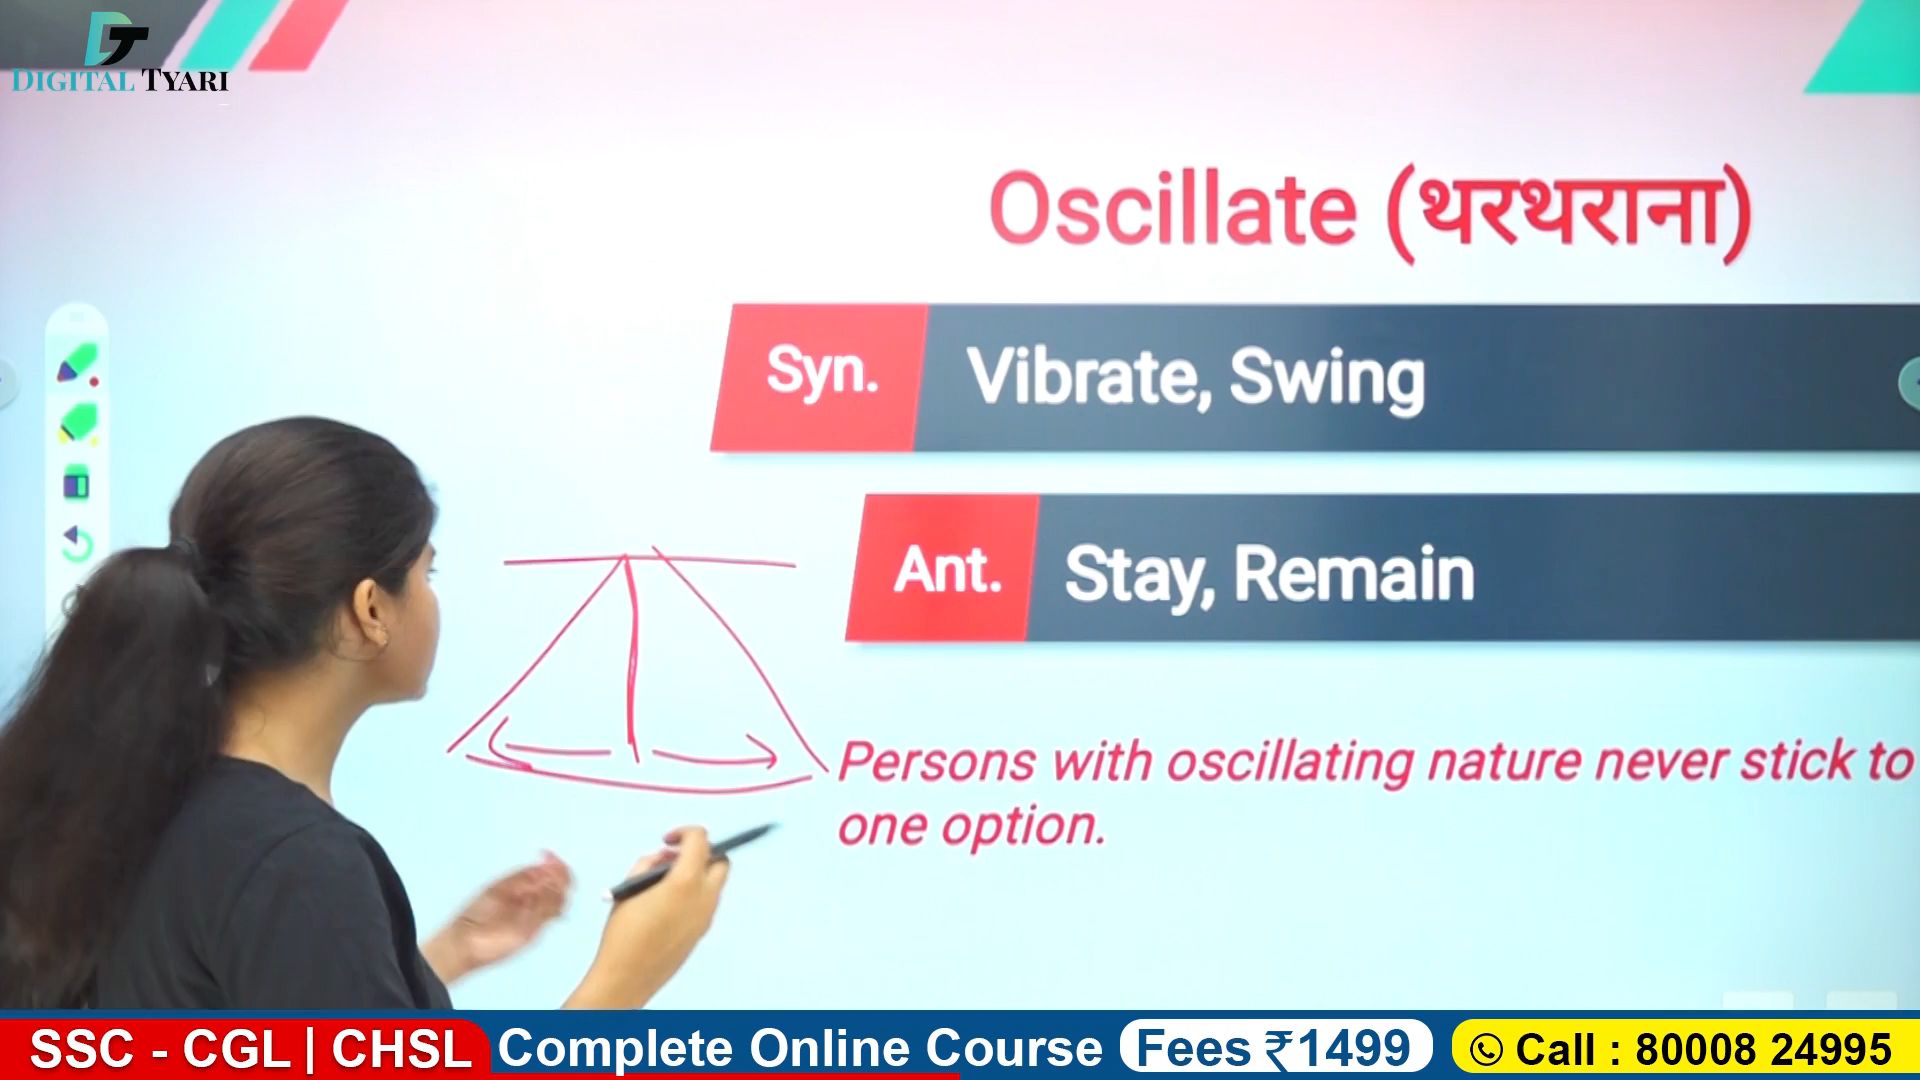 DT
DIGITAL TYARI
Oscillate (थरथराना)
Syn. Vibrate, Swing
Ant. Stay, Remain
Persons with oscillating nature never stick to
one option.
SSC - CGL | CHSL Complete Online Course Fees ₹1499 Call : 80008 24995